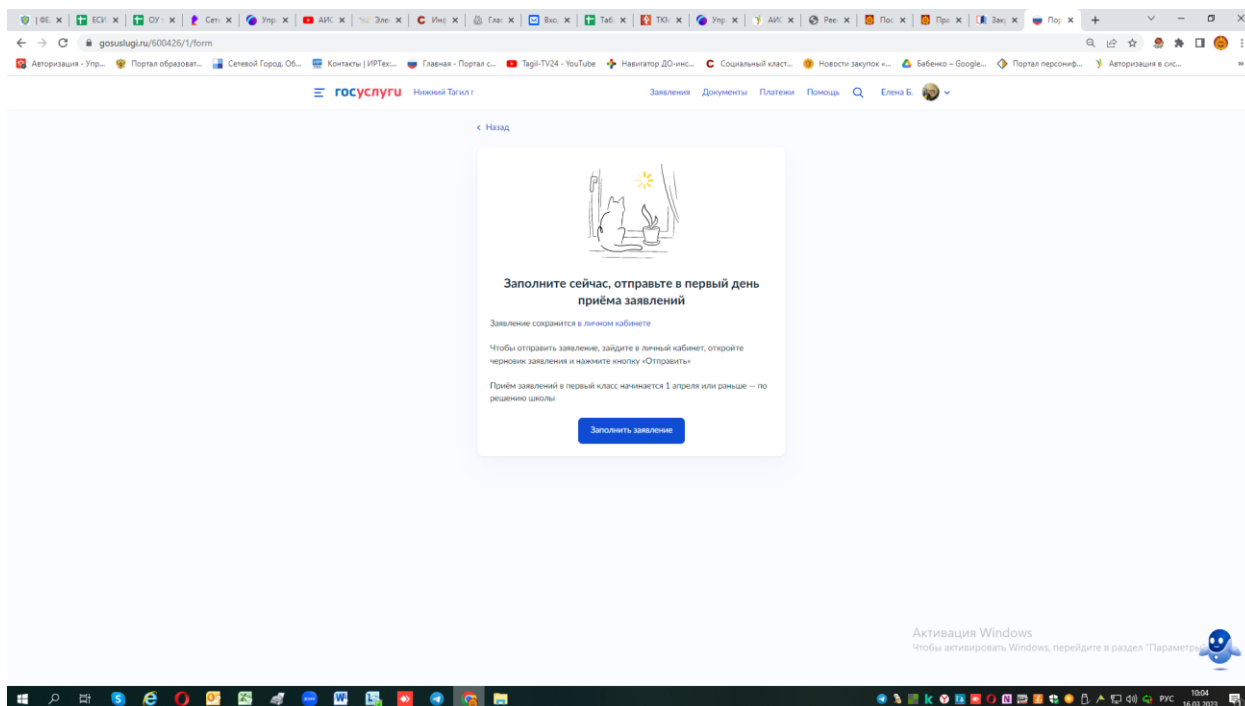 gosuslugi.ru/600426/1/form
Авторизация - Упр... Портал образоват... Сетевой Город. Об... Контакты | ИРТех:... Главная - Портал с... Tagil-TV24 - YouTube Навигатор ДО-инс... Социальный класт... Новости закупок «... Бабенко – Google... Портал персониф... Авторизация в сис...
госуслуги Нижний Тагил г Заявления Документы Платежи Помощь Елена Б.
Назад
Заполните сейчас, отправьте в первый день
приёма заявлений
Заявление сохранится в личном кабинете
Чтобы отправить заявление, зайдите в личный кабинет, откройте
черновик заявления и нажмите кнопку «Отправить»
Приём заявлений в первый класс начинается 1 апреля или раньше — по
решению школы
Заполнить заявление
Активация Windows
Чтобы активировать Windows, перейдите в раздел "Параметры
РУС 10:04
16.03.2023